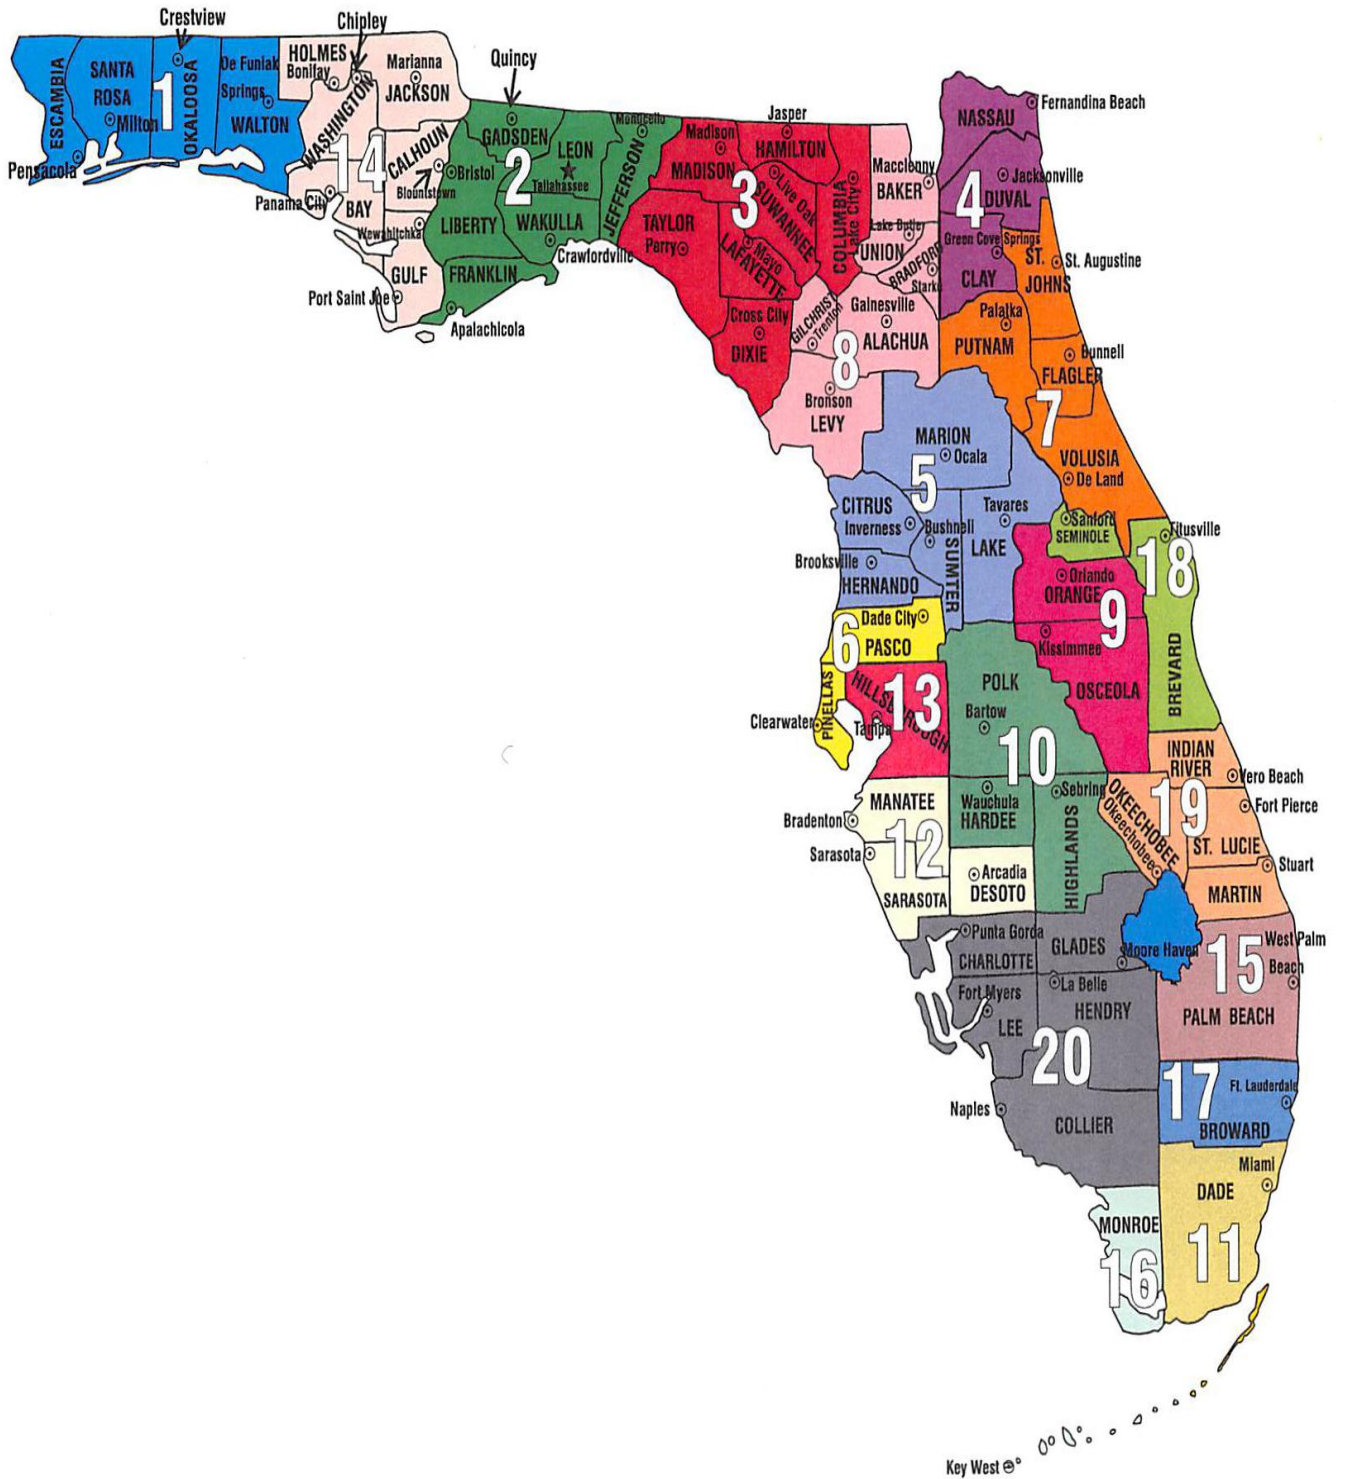 Crestview
Chipley
Quincy
ESCAMBIA
SANTA
ROSA
Milton
1
OKALOOSA
De Funiak
Springs
WALTON
Pensacola
HOLMES
Bonifay
WASHINGTON
Marianna
JACKSON
14
CALHOUN
Blountstown
Panama City
BAY
Wewahitchka
GULF
Port Saint Joe
GADSDEN
2
LEON
Tallahassee
Monticello
JEFFERSON
Bristol
LIBERTY
WAKULLA
Crawfordville
FRANKLIN
Apalachicola
Jasper
Madison
MADISON
HAMILTON
3
Live Oak
SUWANNEE
COLUMBIA
Lake City
TAYLOR
Perry
Mayo
LAFAYETTE
Cross City
DIXIE
Macclenny
BAKER
Lake Butler
UNION
BRADFORD
Starke
GILCHRIST
Trenton
Gainesville
ALACHUA
8
Bronson
LEVY
NASSAU
Fernandina Beach
4
Jacksonville
DUVAL
Green Cove Springs
CLAY
ST.
JOHNS
St. Augustine
Palatka
PUTNAM
Bunnell
FLAGLER
7
VOLUSIA
De Land
MARION
Ocala
5
CITRUS
Inverness
Bushnell
SUMTER
Tavares
LAKE
Brooksville
HERNANDO
Sanford
SEMINOLE
Titusville
18
BREVARD
Orlando
ORANGE
9
Kissimmee
OSCEOLA
Dade City
6
PASCO
PINELLAS
Clearwater
HILLSBOROUGH
13
Tampa
POLK
Bartow
10
Wauchula
HARDEE
Sebring
HIGHLANDS
MANATEE
Bradenton
12
Sarasota
SARASOTA
Arcadia
DESOTO
INDIAN
RIVER
Vero Beach
OKEECHOBEE
Okeechobee
19
Fort Pierce
ST. LUCIE
Stuart
MARTIN
Punta Gorda
CHARLOTTE
GLADES
Moore Haven
15
West Palm
Beach
PALM BEACH
Fort Myers
LEE
La Belle
HENDRY
20
Naples
COLLIER
17
Ft. Lauderdale
BROWARD
Miami
DADE
11
MONROE
16
Key West